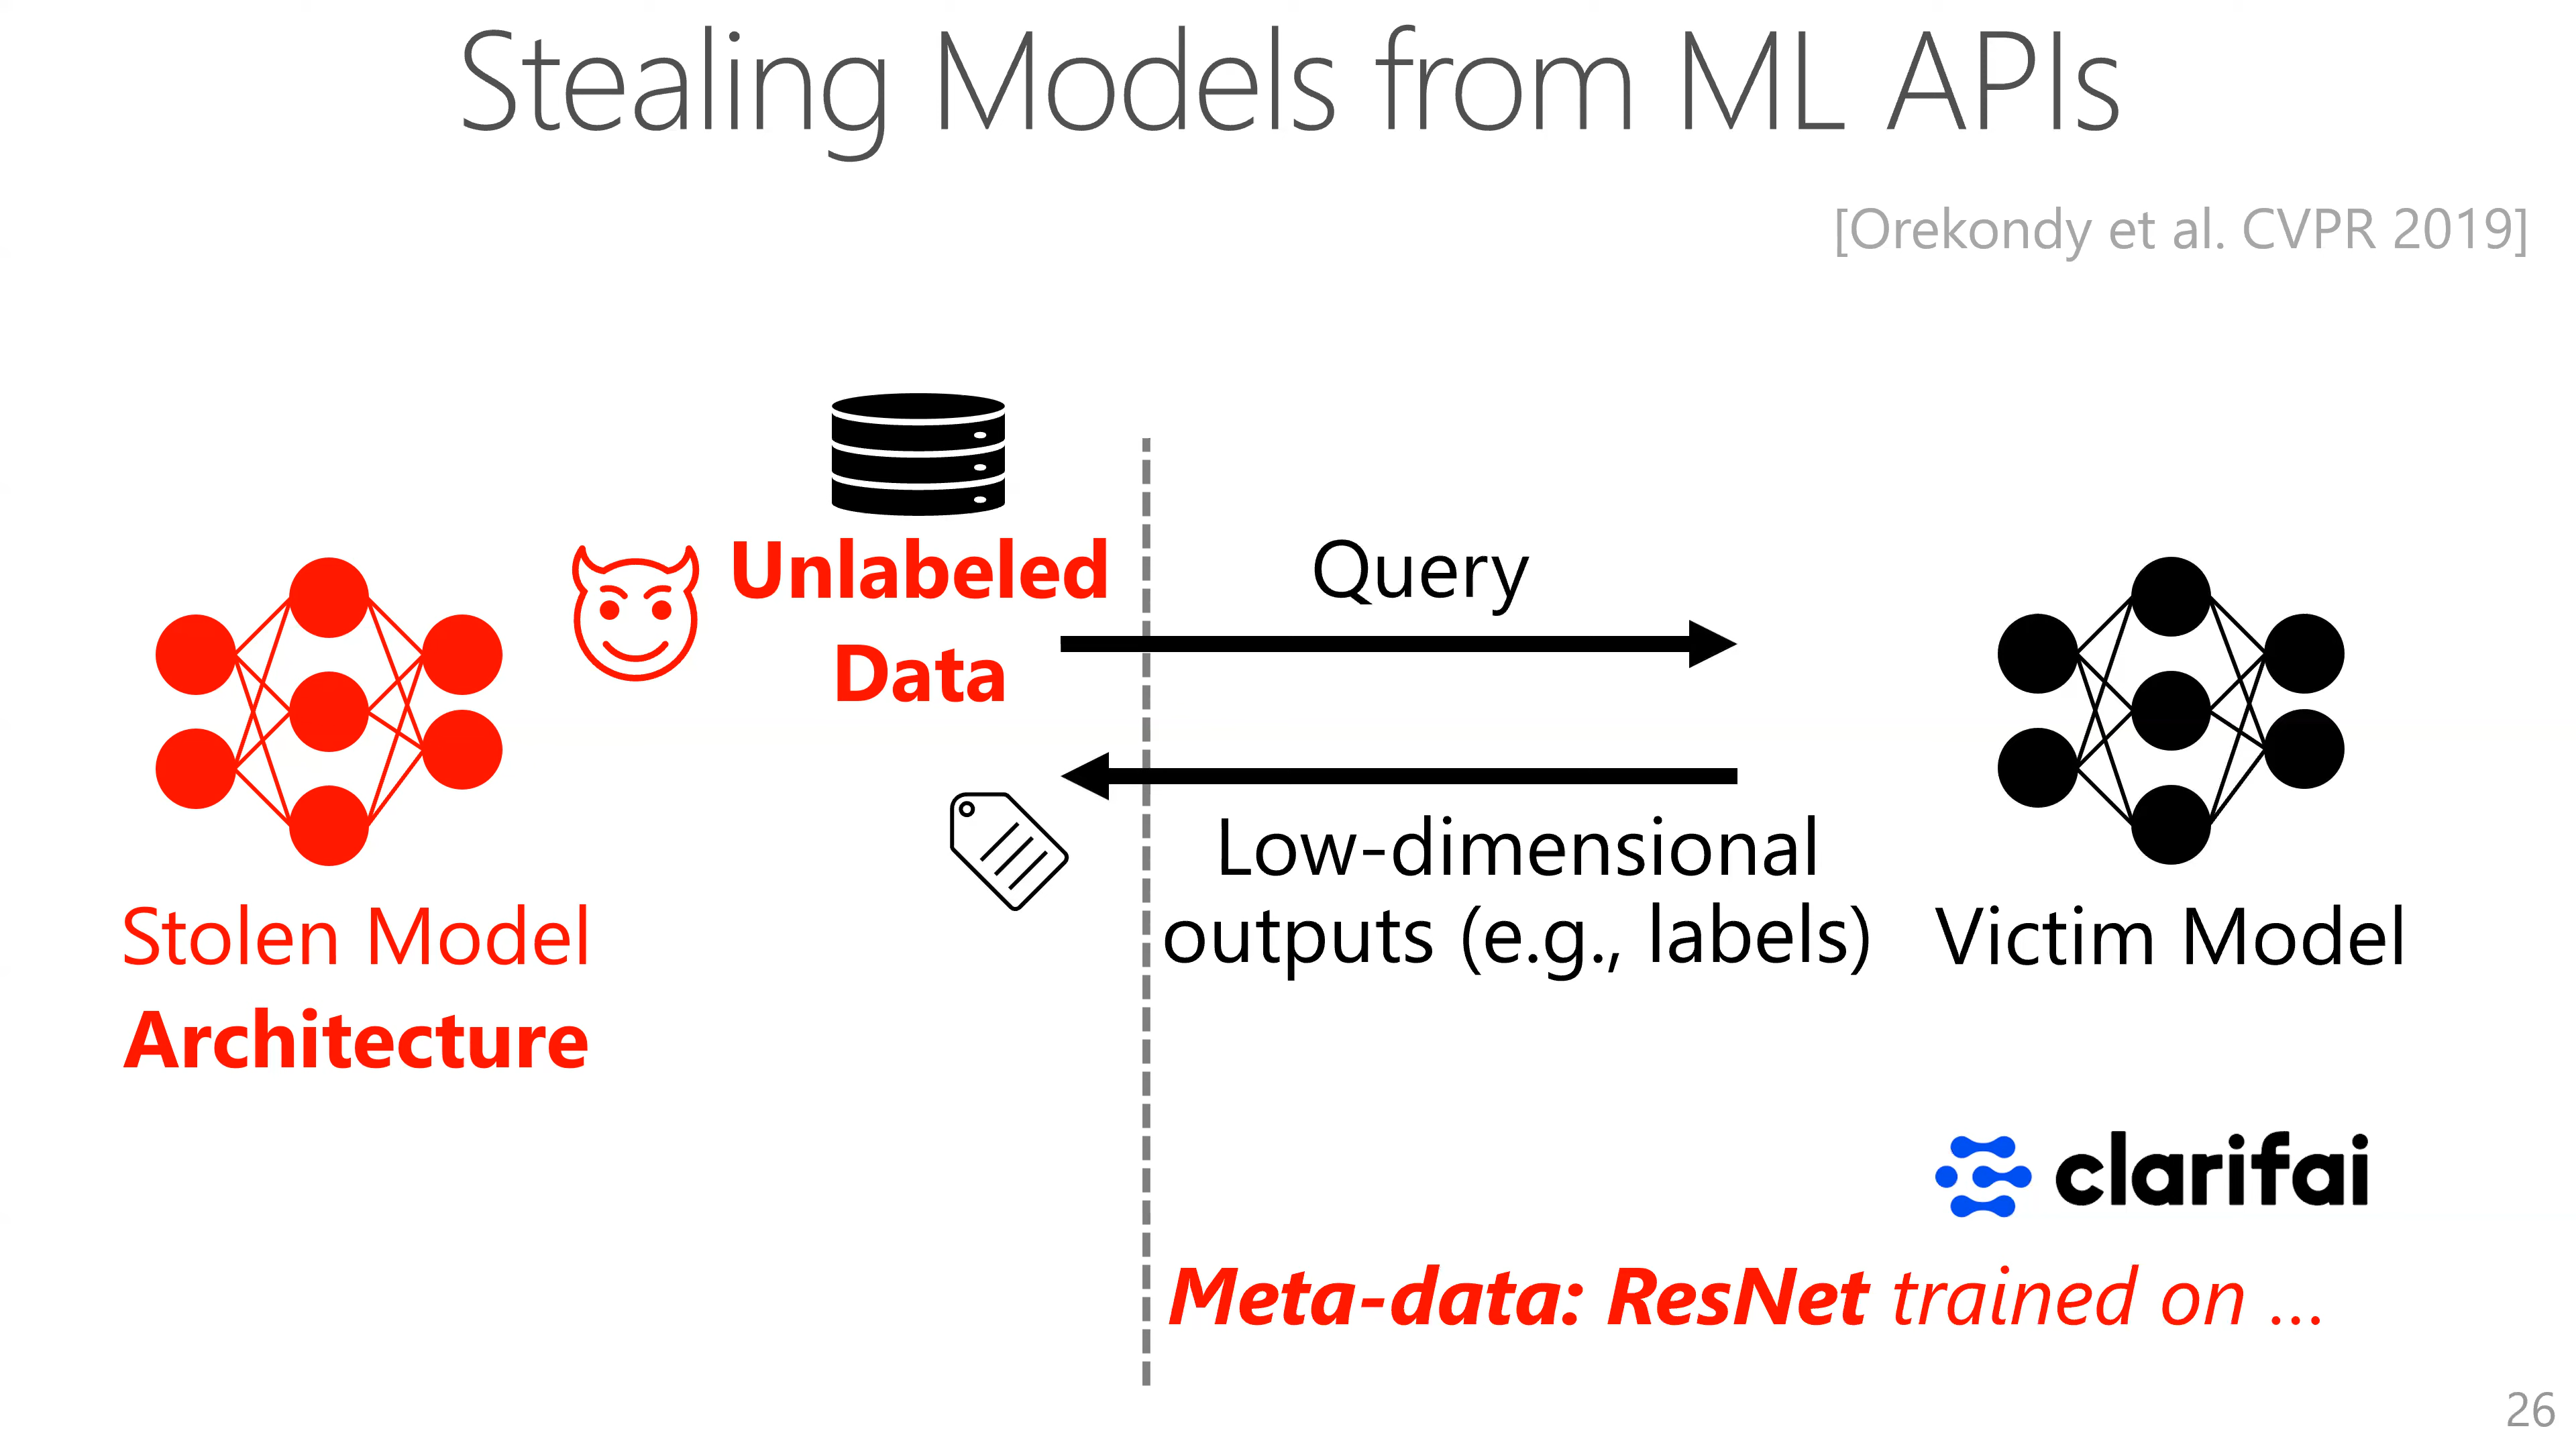 Stealing Models from ML APIs
[Orekondy et al. CVPR 2019]
Unlabeled
Data
Query
Low-dimensional
outputs (e.g., labels)
Stolen Model
Architecture
Victim Model
clarifai
Meta-data: ResNet trained on ...
26